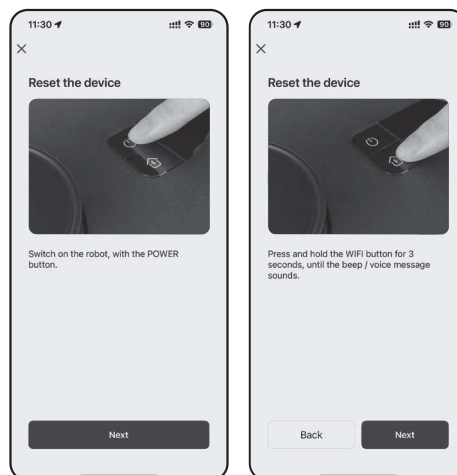 11:30
90
Reset the device
Switch on the robot, with the POWER
button.
Next
11:30
90
Reset the device
Press and hold the WIFI button for 3
seconds, until the beep / voice message
sounds.
Back
Next